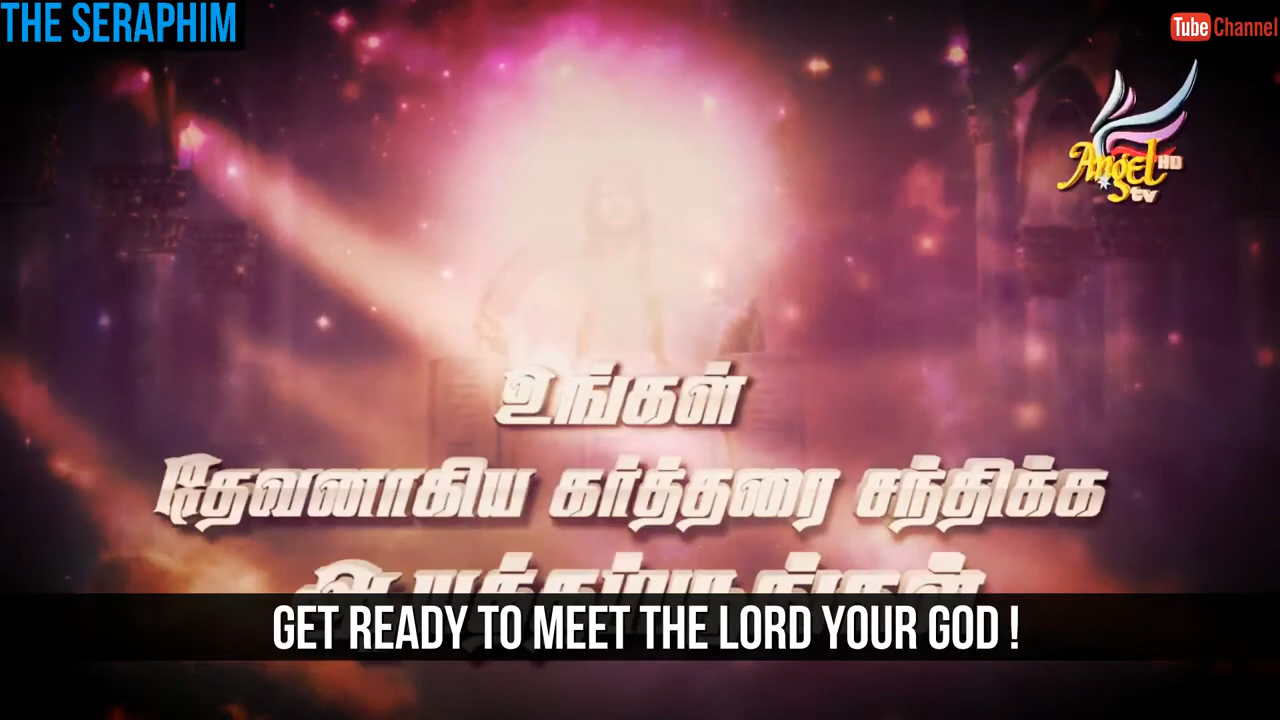 THE SERAPHIM
Tube Channel
Angel HD
tv
உங்கள்
தேவனாகிய கர்த்தரை சந்திக்க
GET READY TO MEET THE LORD YOUR GOD !